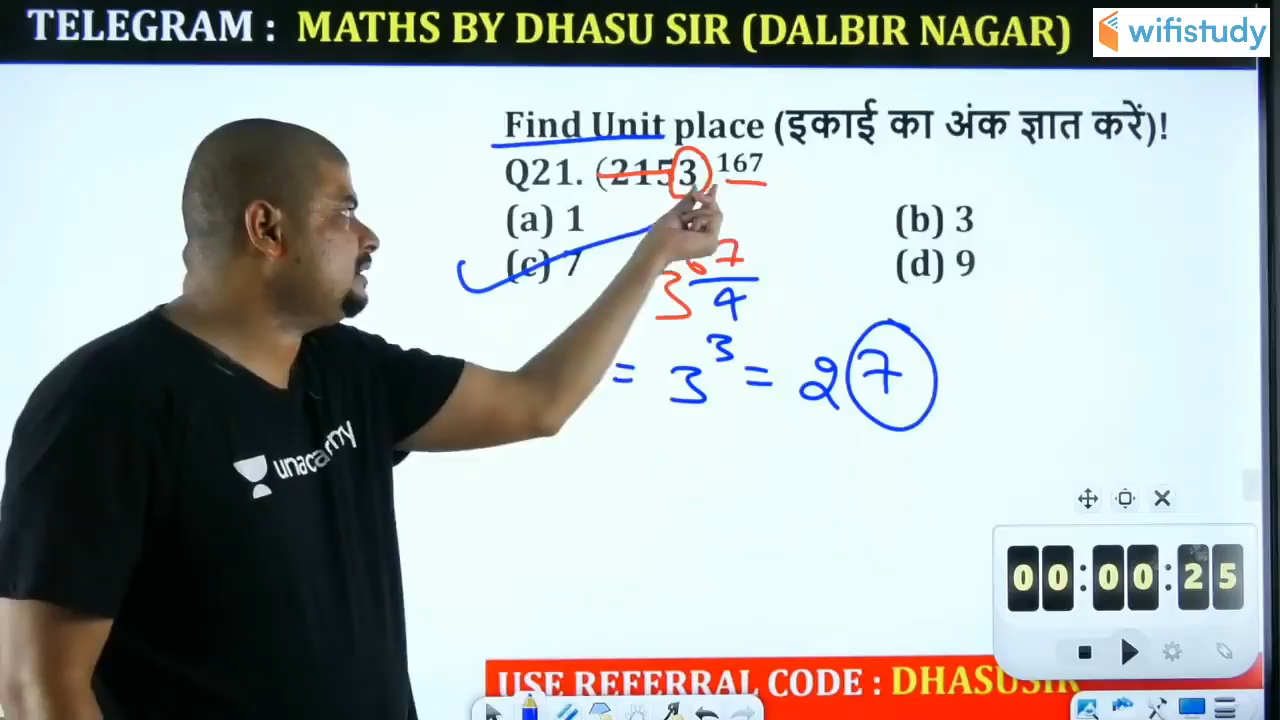 TELEGRAM : MATHS BY DHASU SIR (DALBIR NAGAR)
wifistudy
Find Unit place (इकाई का अंक ज्ञात करें)!
Q21. (2153 167
(a) 1
(b) 3
(c) 7
(d) 9
3 67
4
= 3 3 = 27
unacademy
00:00:25
USE REFERRAL CODE : DHASUSIR